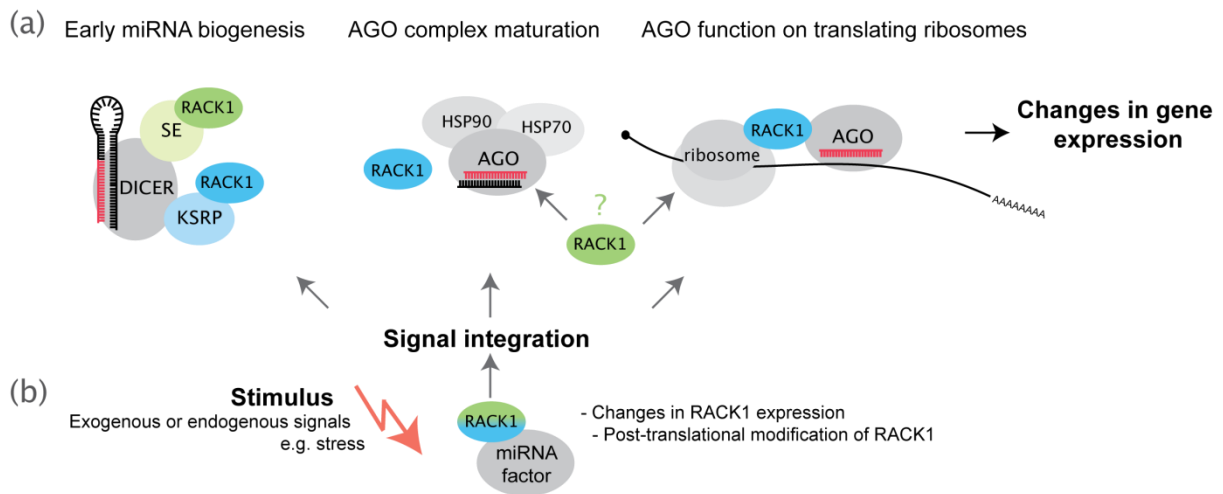 (a)
Early miRNA biogenesis
AGO complex maturation
AGO function on translating ribosomes
RACK1
SE
DICER
RACK1
KSRP
HSP90
HSP70
RACK1
AGO
?
RACK1
RACK1
AGO
ribosome
AAAAAAAA
Changes in gene
expression
Signal integration
(b)
Stimulus
Exogenous or endogenous signals
e.g. stress
RACK1
miRNA
factor
- Changes in RACK1 expression
- Post-translational modification of RACK1